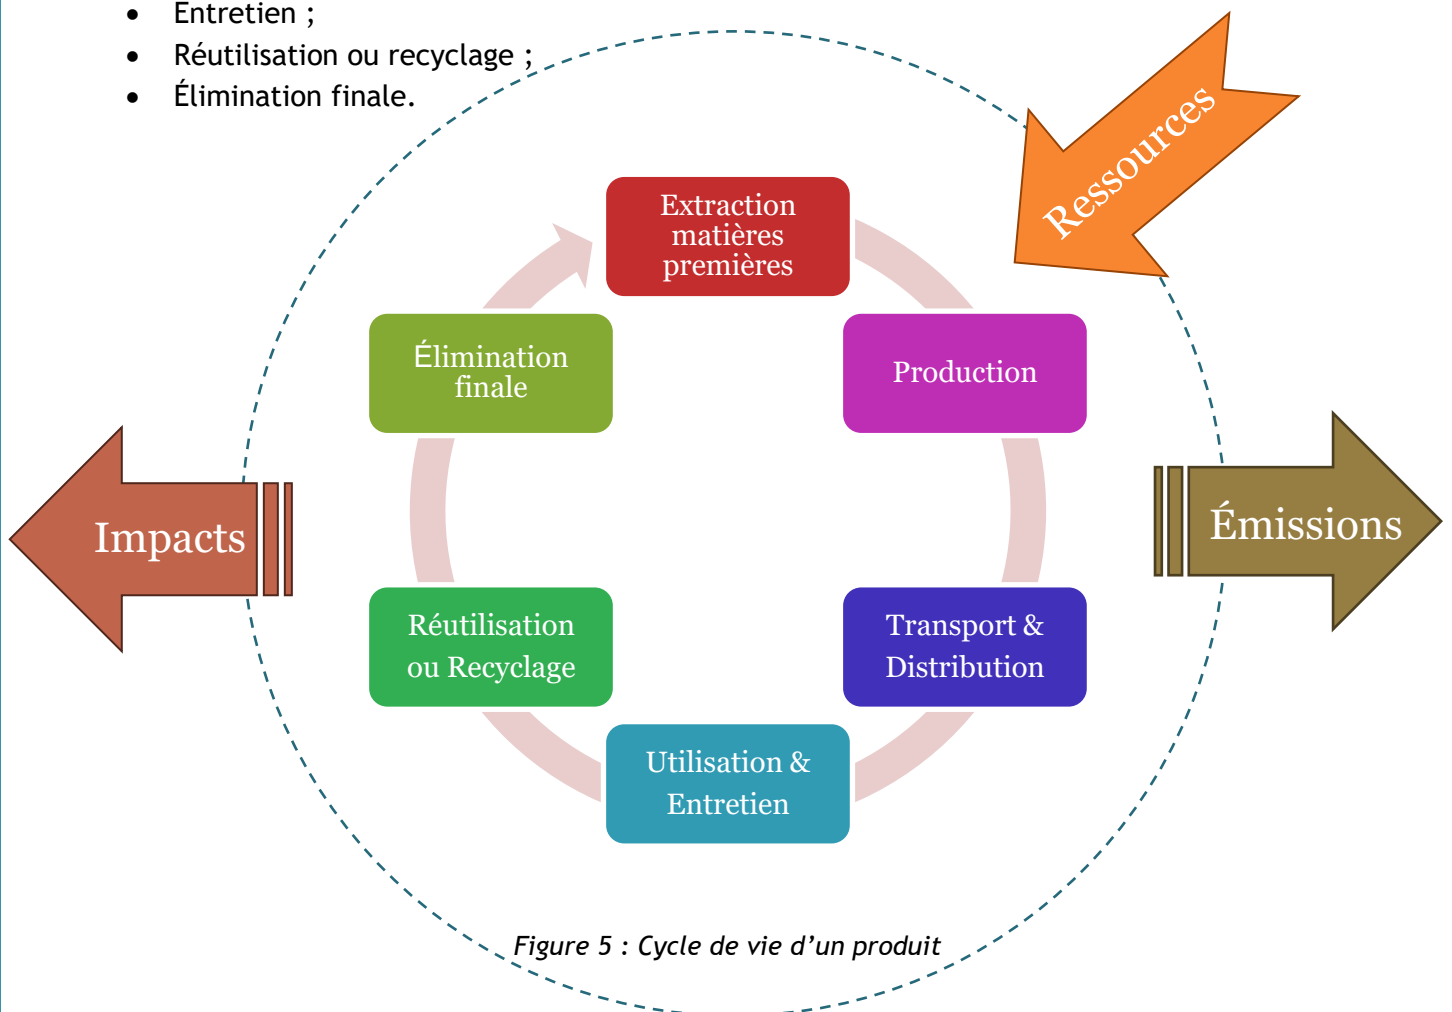 • Entretien ;
• Réutilisation ou recyclage ;
• Élimination finale.
Ressources
Extraction
matières
premières
Élimination
finale
Production
Impacts
Émissions
Réutilisation
ou Recyclage
Transport &
Distribution
Utilisation &
Entretien
Figure 5 : Cycle de vie d’un produit